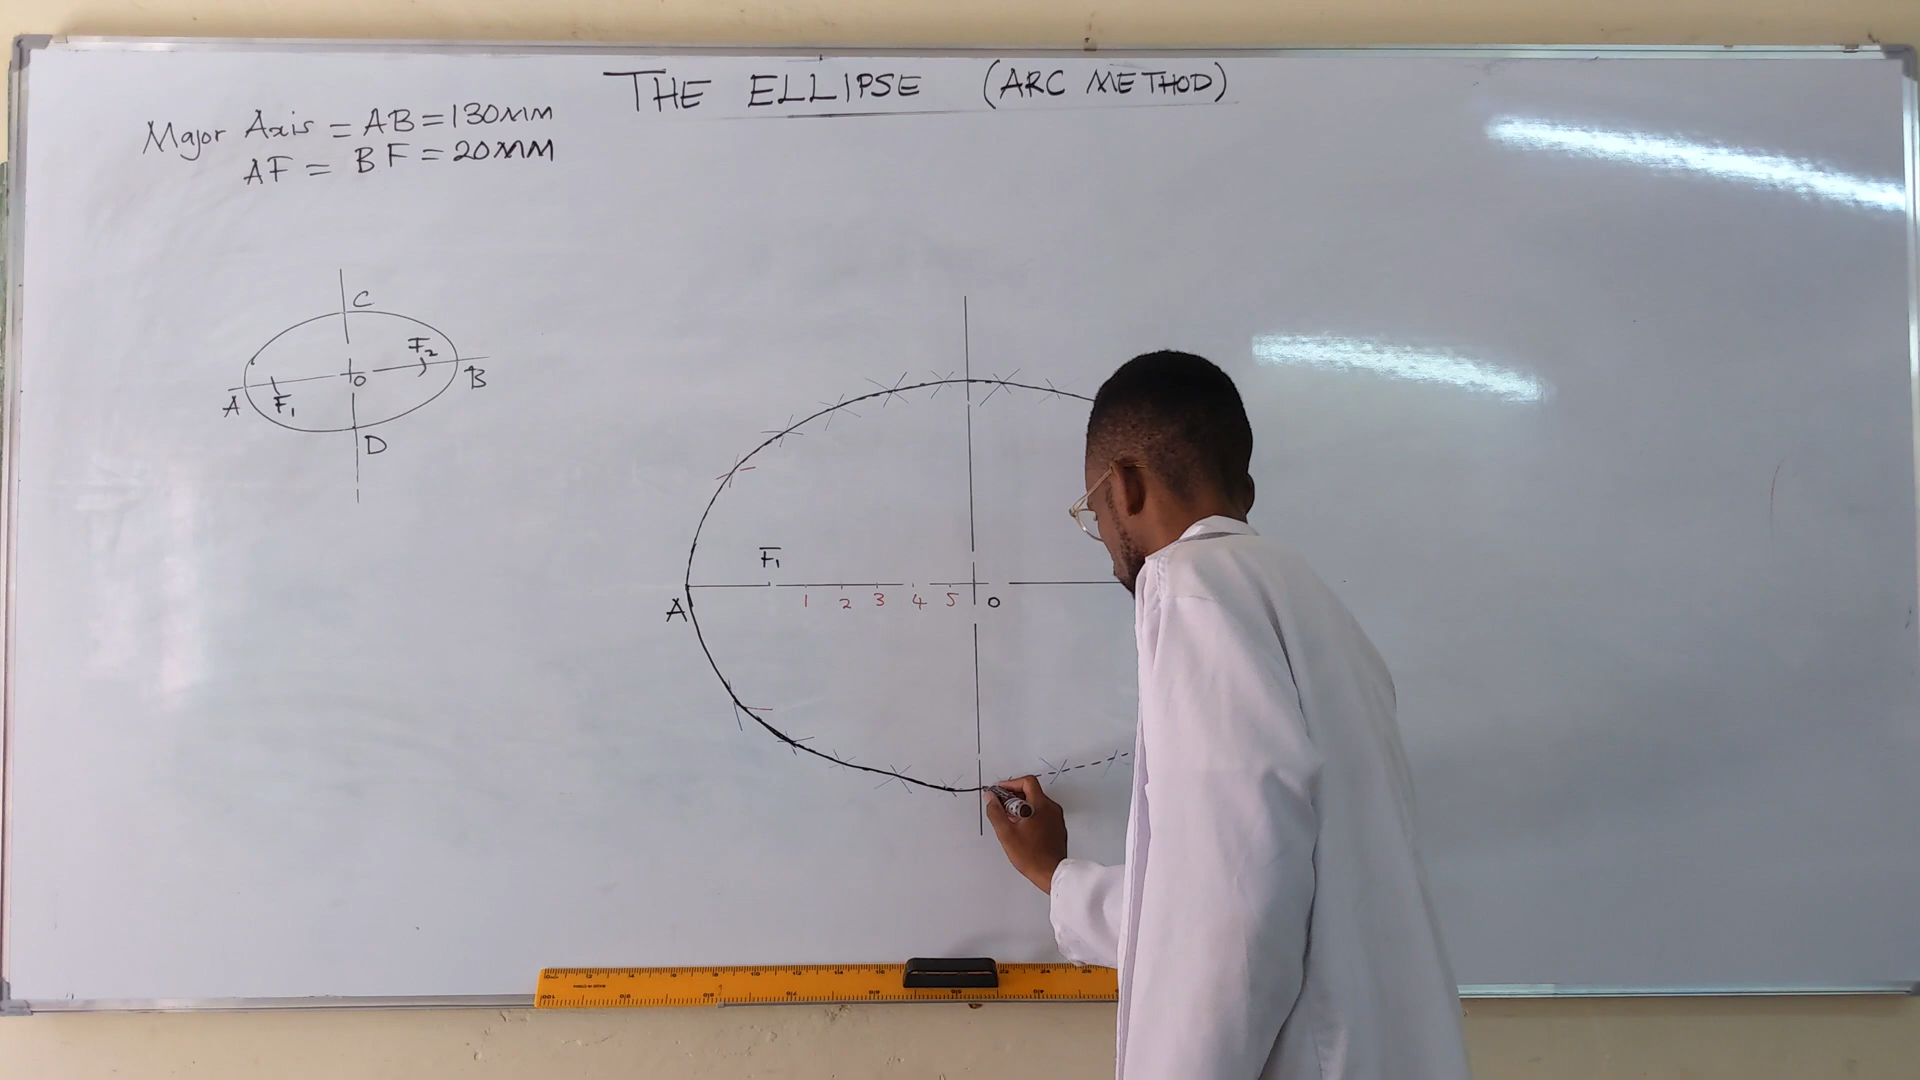 THE ELLIPSE (ARC METHOD)
Major Axis = AB = 130MM
AF = BF = 20MM
C
F2
O
B
A
F1
D
F1
A
1 2 3 4 5 O